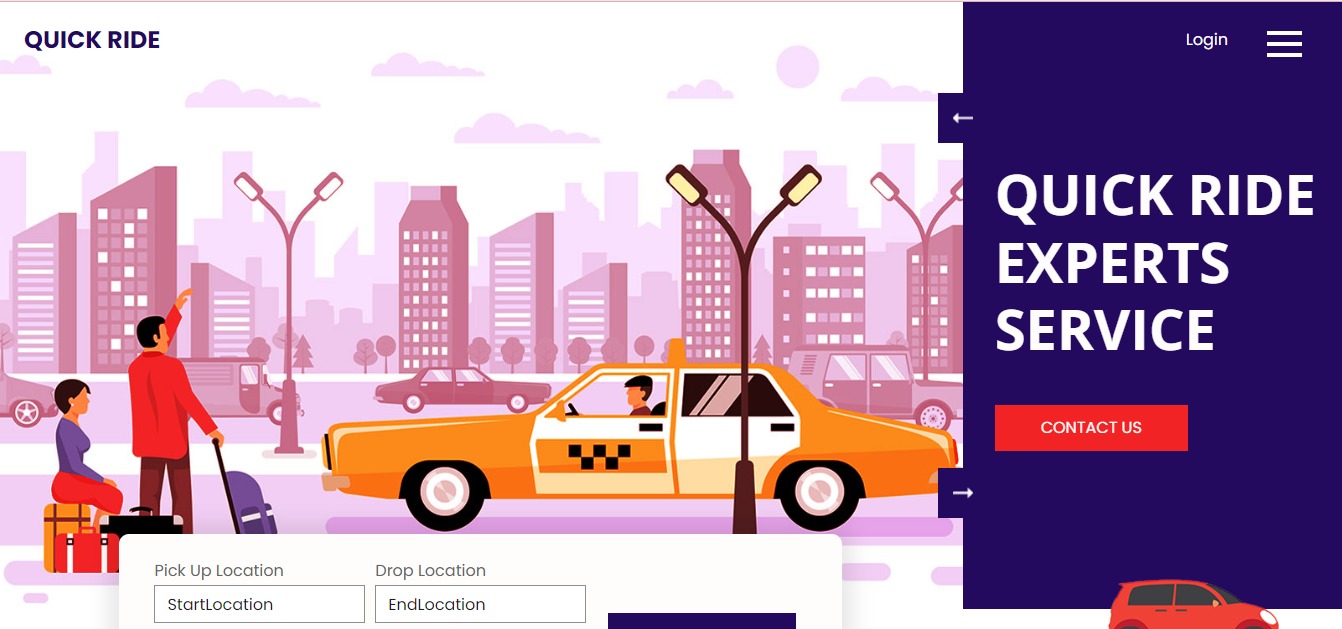 QUICK RIDE
Login
QUICK RIDE
EXPERTS
SERVICE
CONTACT US
Pick Up Location
Drop Location
StartLocation
EndLocation